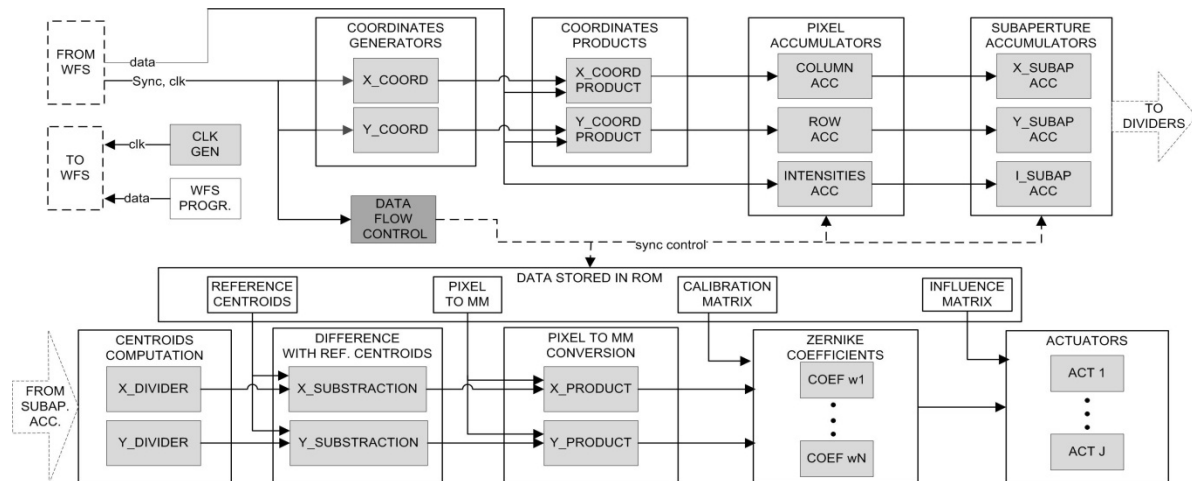 FROM
WFS
data
Sync, clk
TO
WFS
clk
CLK
GEN
data
WFS
PROGR.
COORDINATES
GENERATORS
X_COORD
Y_COORD
COORDINATES
PRODUCTS
X_COORD
PRODUCT
Y_COORD
PRODUCT
PIXEL
ACCUMULATORS
COLUMN
ACC
ROW
ACC
INTENSITIES
ACC
SUBAPERTURE
ACCUMULATORS
X_SUBAP
ACC
Y_SUBAP
ACC
I_SUBAP
ACC
TO
DIVIDERS
DATA
FLOW
CONTROL
sync control
DATA STORED IN ROM
REFERENCE
CENTROIDS
PIXEL
TO MM
CALIBRATION
MATRIX
INFLUENCE
MATRIX
FROM
SUBAP.
ACC.
CENTROIDS
COMPUTATION
X_DIVIDER
Y_DIVIDER
DIFFERENCE
WITH REF. CENTROIDS
X_SUBSTRACTION
Y_SUBSTRACTION
PIXEL TO MM
CONVERSION
X_PRODUCT
Y_PRODUCT
ZERNIKE
COEFFICIENTS
COEF w1
COEF wN
ACTUATORS
ACT 1
ACT J